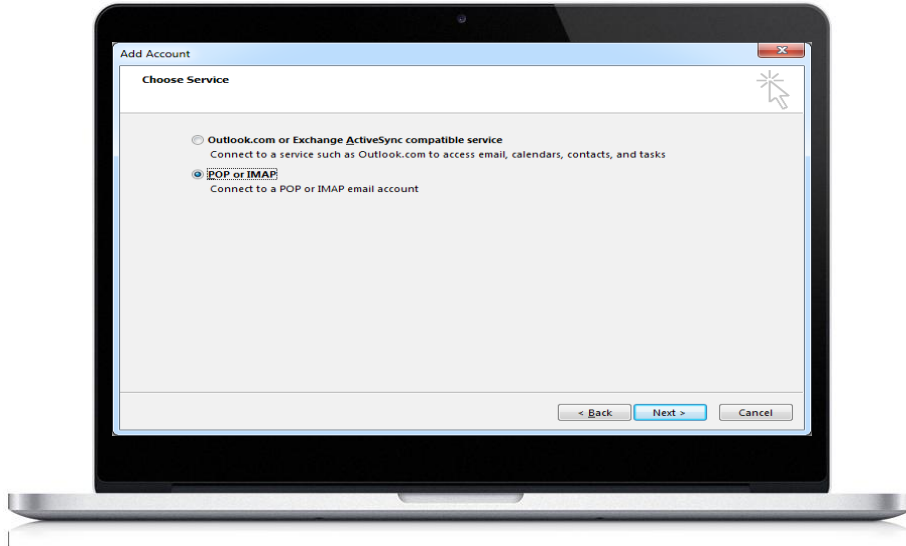 Add Account
Choose Service
Outlook.com or Exchange ActiveSync compatible service
Connect to a service such as Outlook.com to access email, calendars, contacts, and tasks
POP or IMAP
Connect to a POP or IMAP email account
< Back Next > Cancel